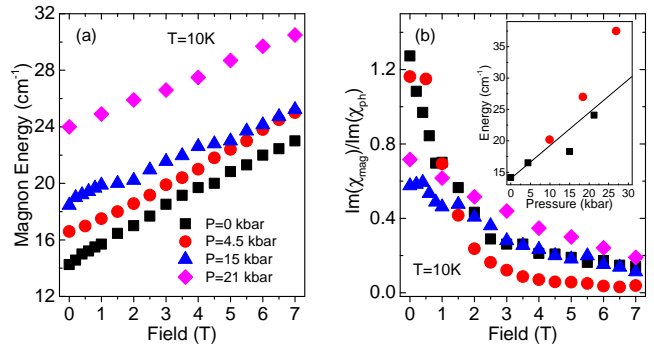 (a)
T=10K
Magnon Energy (cm⁻¹)
32
28
24
20
16
12
0 1 2 3 4 5 6 7
Field (T)
P=0 kbar
P=4.5 kbar
P=15 kbar
P=21 kbar
(b)
T=10K
Im(χmag)/Im(χph)
1.2
0.8
0.4
0.0
0 1 2 3 4 5 6 7
Field (T)
Energy (cm⁻¹)
35
30
25
20
15
0 5 10 15 20 25 30
Pressure (kbar)